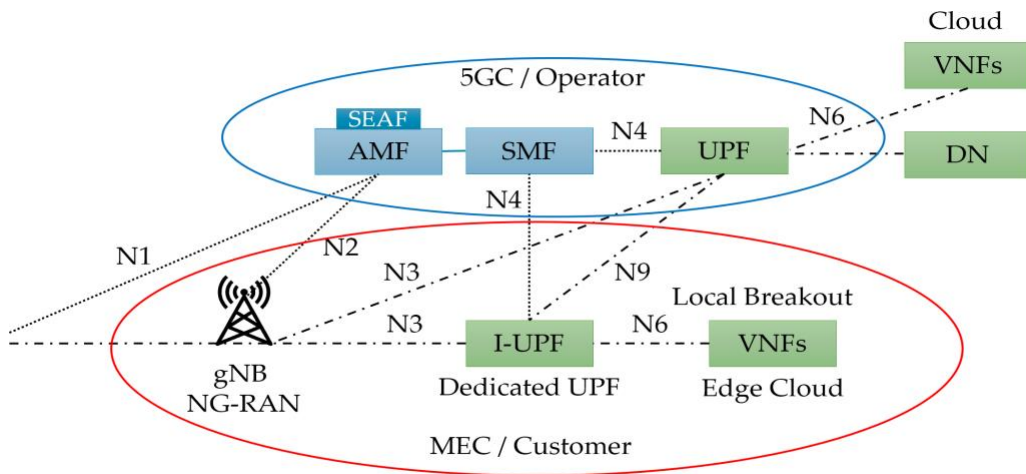 Cloud
VNFs
5GC / Operator
SEAF
AMF
SMF
N4
UPF
N6
DN
N4
N1
N2
N3
N9
Local Breakout
N3
I-UPF
N6
VNFs
gNB
NG-RAN
Dedicated UPF
Edge Cloud
MEC / Customer